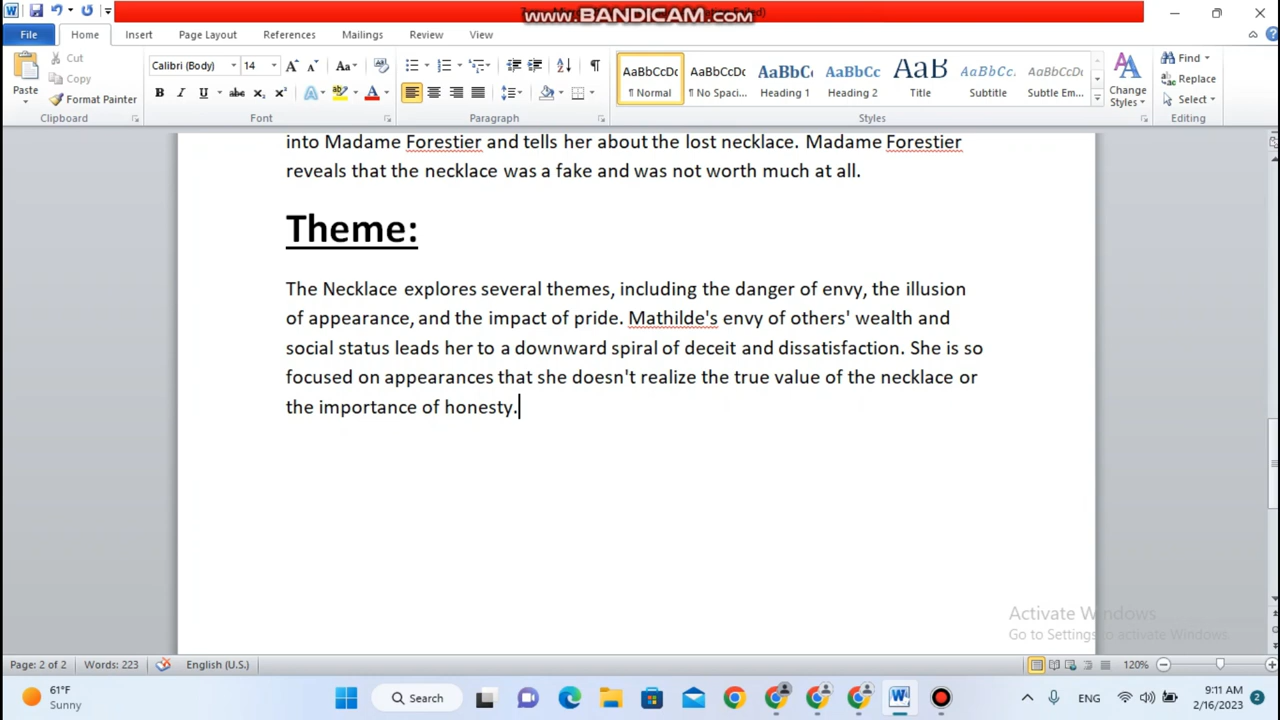 www.BANDICAM.com
File Home Insert Page Layout References Mailings Review View
Cut
Copy
Paste
Format Painter
Clipboard
Calibri (Body) 14
Font
Paragraph
AaBbCcDc AaBbCcDc AaBbC AaBbCc AaB AaBbCc. AaBbCcDc
¶ Normal ¶ No Spaci... Heading 1 Heading 2 Title Subtitle Subtle Em...
Styles
Change Styles
Find
Replace
Select
Editing
into Madame Forestier and tells her about the lost necklace. Madame Forestier
reveals that the necklace was a fake and was not worth much at all.
Theme:
The Necklace explores several themes, including the danger of envy, the illusion
of appearance, and the impact of pride. Mathilde's envy of others' wealth and
social status leads her to a downward spiral of deceit and dissatisfaction. She is so
focused on appearances that she doesn't realize the true value of the necklace or
the importance of honesty.
Activate Windows
Go to Settings to activate Windows.
Page: 2 of 2 Words: 223 English (U.S.) 120%
61°F
Sunny
Search
ENG
9:11 AM
2/16/2023
2